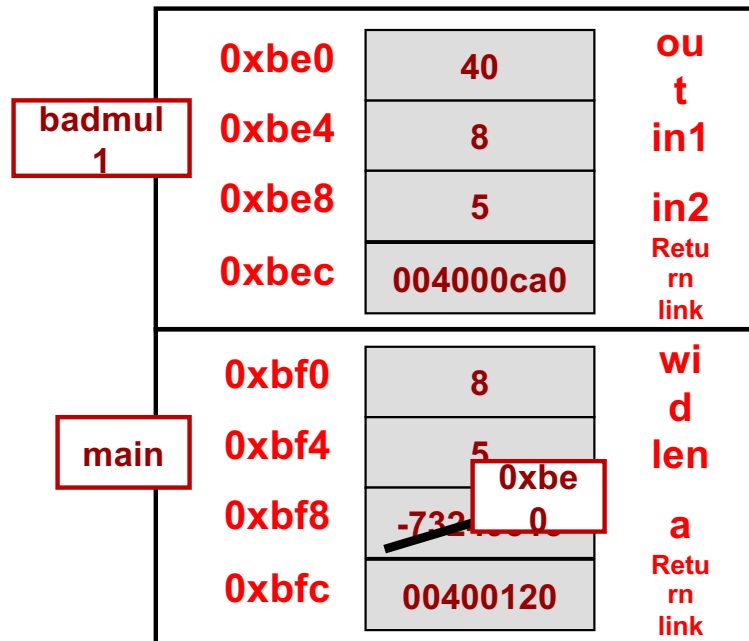 0xbe0 40 ou
t
badmul
1
0xbe4 8 in1
0xbe8 5 in2
0xbec 004000ca0 Retu
rn
link
0xbf0 8 wi
d
main
0xbf4 5 len
0xbe
0
0xbf8 a
0xbfc 00400120 Retu
rn
link